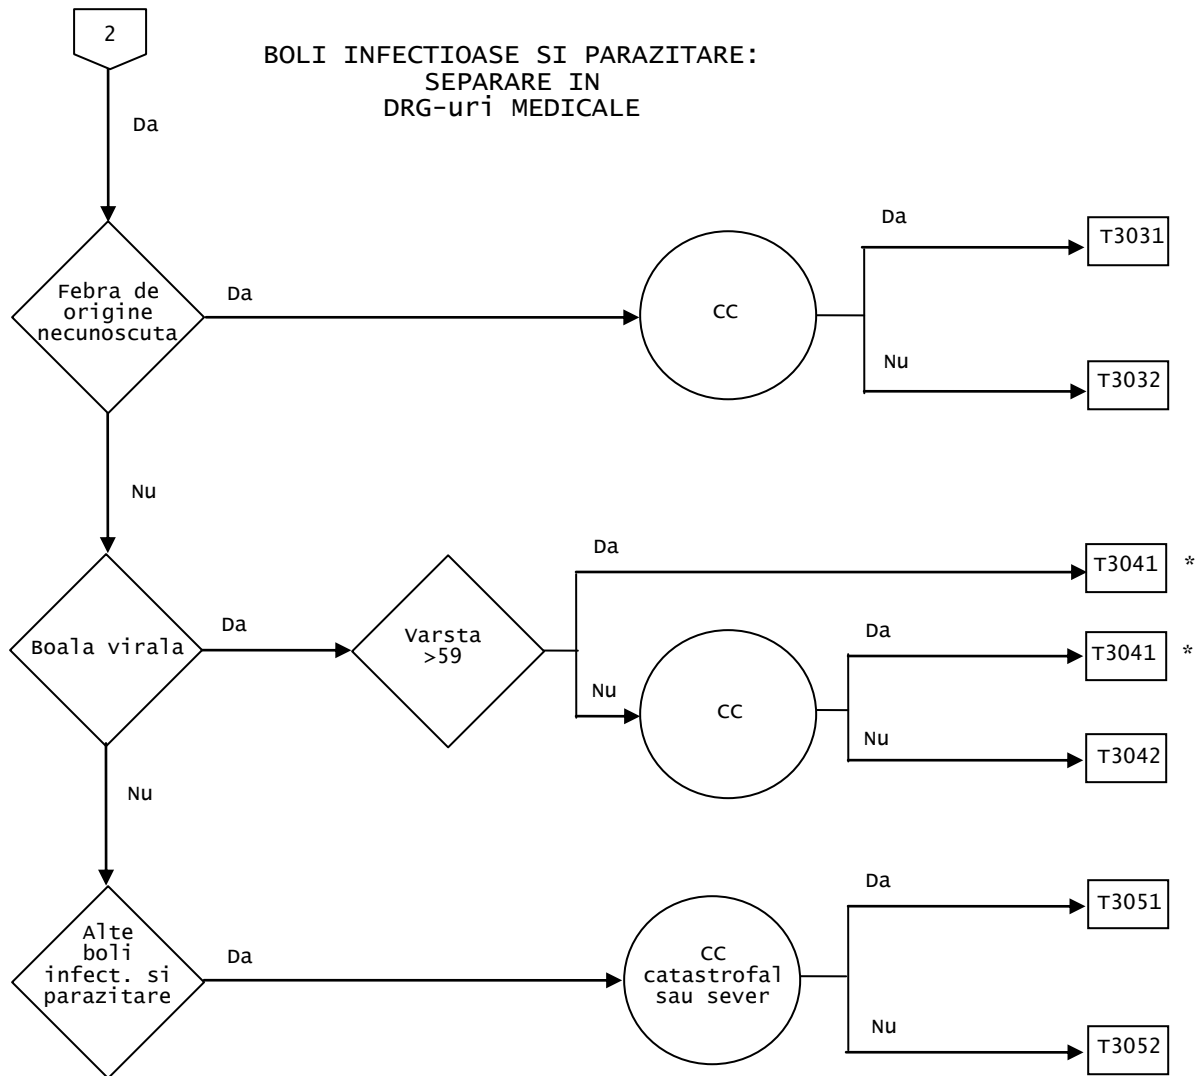 2
BOLI INFECTIOASE SI PARAZITARE:
SEPARARE IN
DRG-uri MEDICALE
Da
Febra de
origine
necunoscuta
Da
CC
Da
T3031
Nu
T3032
Nu
Boala virala
Da
Varsta
>59
Da
T3041 *
Nu
CC
Da
T3041 *
Nu
T3042
Nu
Alte
boli
infect. si
parazitare
Da
CC
catastrofal
sau sever
Da
T3051
Nu
T3052